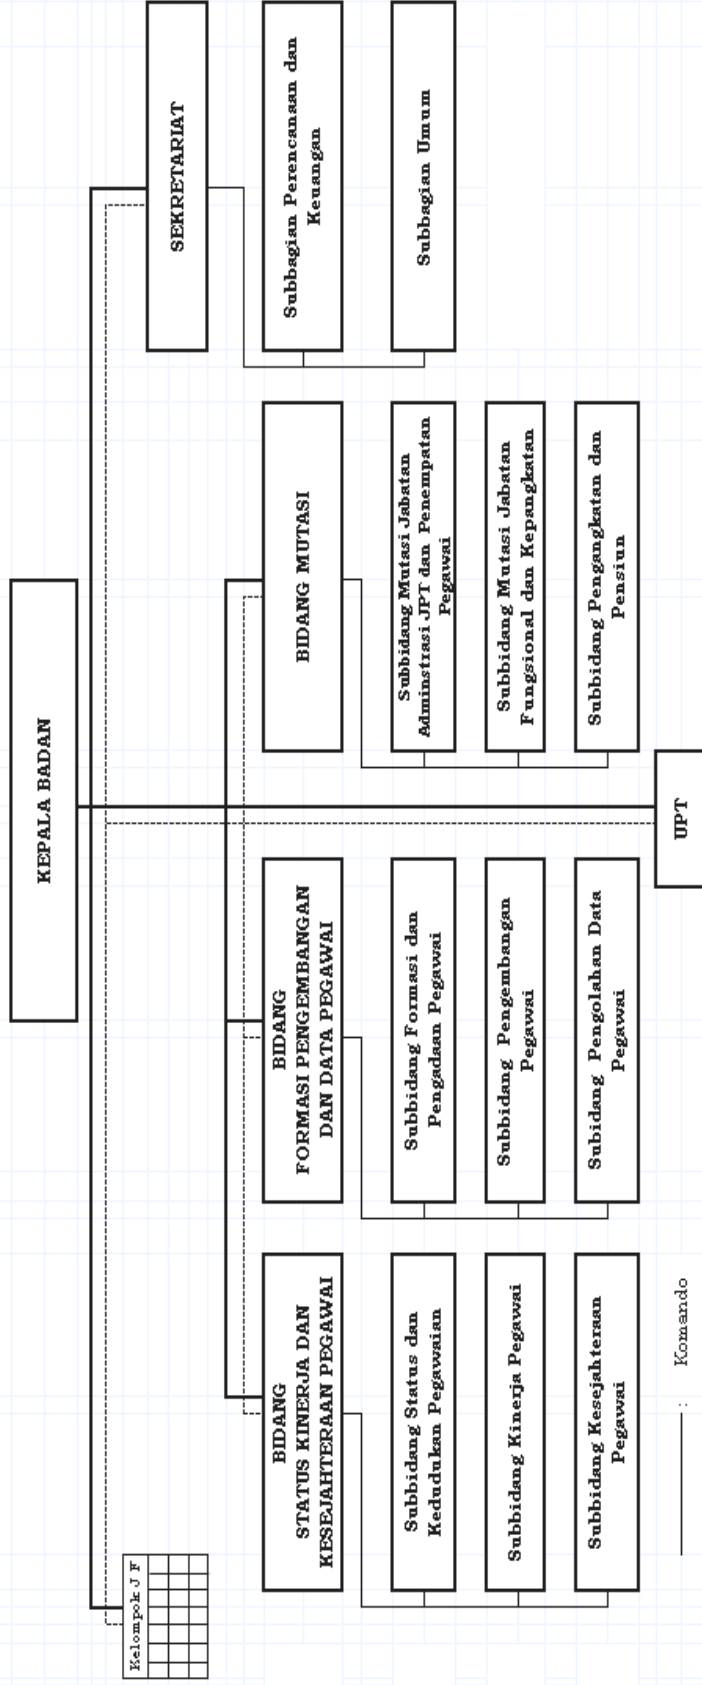 KEPALA BADAN
Kelompok J F
SEKRETARIAT
Subbagian Perencanaan dan
Keuangan
Subbagian Umum
BIDANG
STATUS KINERJA DAN
KESEJAHTERAAN PEGAWAI
Subbidang Status dan
Kedudukan Pegawaian
Subbidang Kinerja Pegawai
Subbidang Kesejahteraan
Pegawai
BIDANG
FORMASI PENGEMBANGAN
DAN DATA PEGAWAI
Subbidang Formasi dan
Pengadaan Pegawai
Subbidang Pengembangan
Pegawai
Subidang Pengolahan Data
Pegawai
BIDANG MUTASI
Subbidang Mutasi Jabatan
Adminstrasi JPT dan Penempatan
Pegawai
Subbidang Mutasi Jabatan
Fungsional dan Kepangkatan
Subbidang Pengangkatan dan
Pensiun
UPT
: Komando